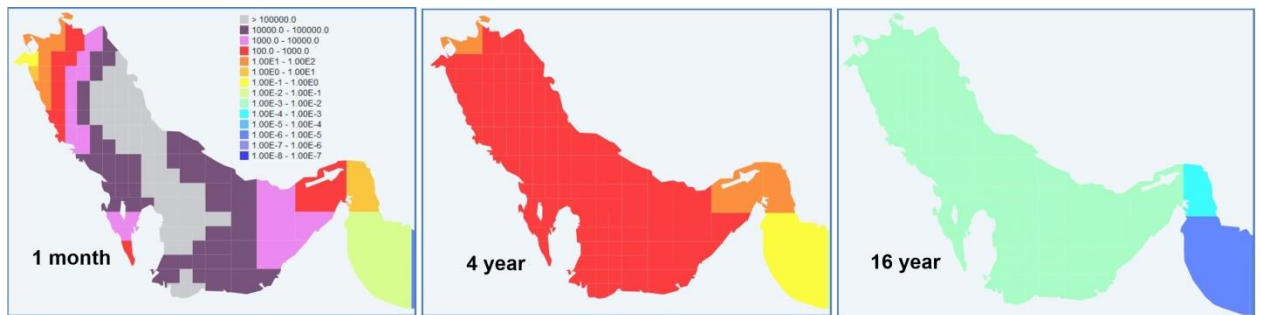 > 100000.0
10000.0 - 100000.0
1000.0 - 10000.0
100.0 - 1000.0
1.00E1 - 1.00E2
1.00E0 - 1.00E1
1.00E-1 - 1.00E0
1.00E-2 - 1.00E-1
1.00E-3 - 1.00E-2
1.00E-4 - 1.00E-3
1.00E-5 - 1.00E-4
1.00E-6 - 1.00E-5
1.00E-7 - 1.00E-6
1.00E-8 - 1.00E-7
1 month
4 year
16 year